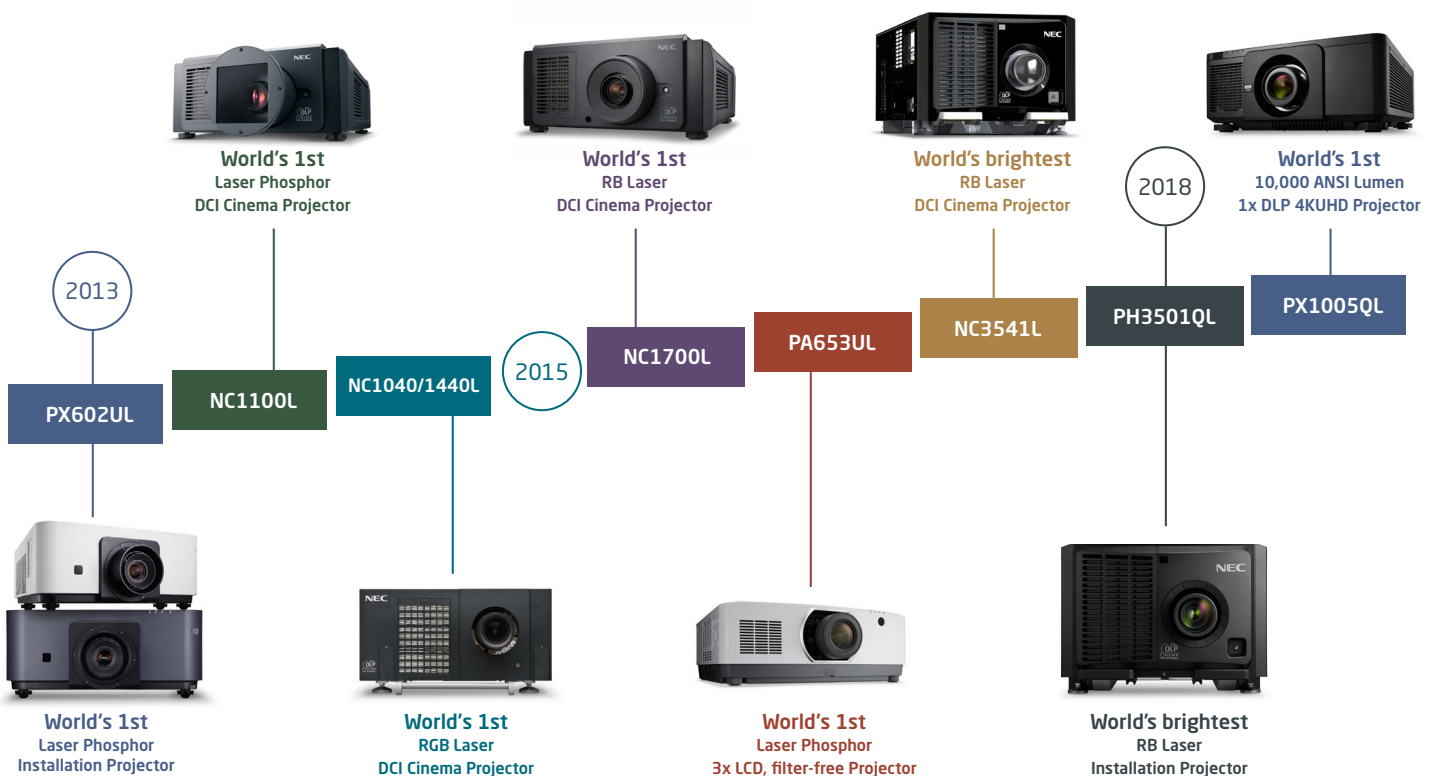 NEC
World's 1st
Laser Phosphor
DCI Cinema Projector
NEC
World's 1st
RB Laser
DCI Cinema Projector
NEC
World's brightest
RB Laser
DCI Cinema Projector
World's 1st
10,000 ANSI Lumen
1x DLP 4KUHD Projector
2013
2015
2018
PX602UL
NC1100L
NC1040/1440L
NC1700L
PA653UL
NC3541L
PH3501QL
PX1005QL
World's 1st
Laser Phosphor
Installation Projector
NEC
DLP
CINEMA
World's 1st
RGB Laser
DCI Cinema Projector
World's 1st
Laser Phosphor
3x LCD, filter-free Projector
NEC
DLP
CINEMA
World's brightest
RB Laser
Installation Projector